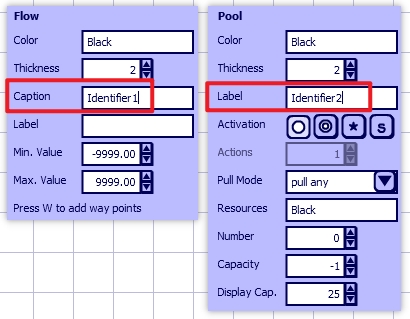 Flow
Color Black
Thickness 2
Caption Identifier1
Label
Min. Value -9999.00
Max. Value 9999.00
Press W to add way points
Pool
Color Black
Thickness 2
Label Identifier2
Activation S
Actions 1
Pull Mode pull any
Resources Black
Number 0
Capacity -1
Display Cap. 25